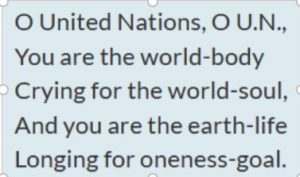 O United Nations, O U.N.,
You are the world-body
Crying for the world-soul,
And you are the earth-life
Longing for oneness-goal.